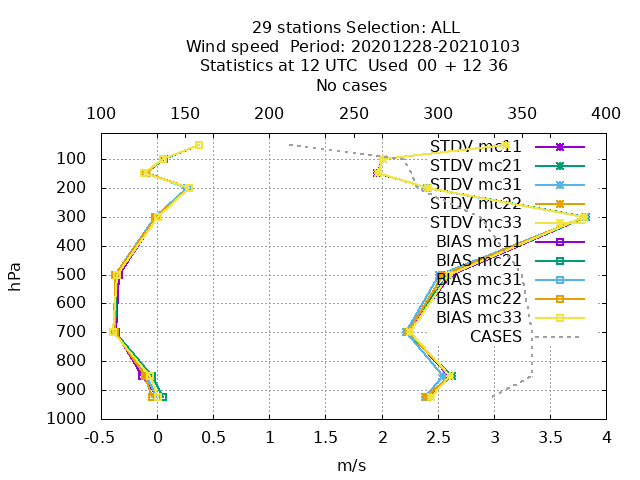 29 stations Selection: ALL
Wind speed  Period: 20201228-20210103
Statistics at 12 UTC  Used  00 + 12 36
No cases
100 150 200 250 300 350 400
STDV mc11
100
STDV mc21
STDV mc31
200
STDV mc22
300
STDV mc33
BIAS mc11
400
BIAS mc21
hPa
500
BIAS mc31
BIAS mc22
600
BIAS mc33
700
CASES
800
900
1000
-0.5 0 0.5 1 1.5 2 2.5 3 3.5 4
m/s